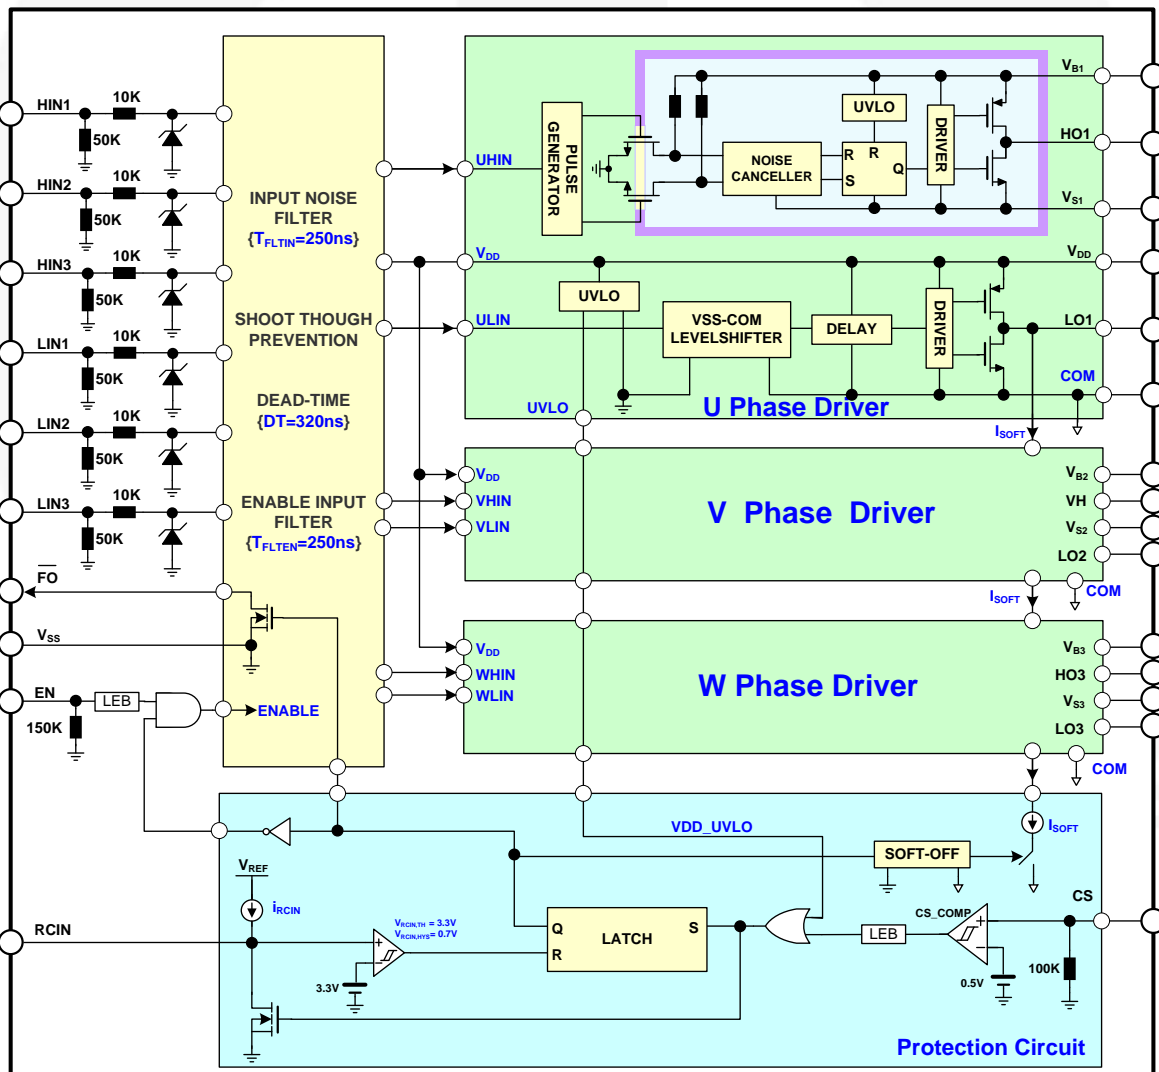 HIN1
10K
50K
HIN2
10K
50K
HIN3
10K
50K
LIN1
10K
50K
LIN2
10K
50K
LIN3
10K
50K
FO
VSS
EN
LEB
150K
ENABLE
RCIN
INPUT NOISE
FILTER
{TFLTIN=250ns}
SHOOT THOUGH
PREVENTION
DEAD-TIME
{DT=320ns}
ENABLE INPUT
FILTER
{TFLTEN=250ns}
UHIN
PULSE
GENERATOR
NOISE
CANCELLER
UVLO
R
R
S
Q
DRIVER
VB1
HO1
VS1
VDD
VDD
UVLO
ULIN
VSS-COM
LEVELSHIFTER
DELAY
DRIVER
LO1
COM
UVLO
U Phase Driver
ISOFT
VDD
VHIN
VLIN
V Phase Driver
VB2
VH
VS2
LO2
ISOFT
COM
VDD
WHIN
WLIN
W Phase Driver
VB3
HO3
VS3
LO3
COM
VDD_UVLO
ISOFT
SOFT-OFF
VREF
iRCIN
VRCIN,TH = 3.3V
VRCIN,HYS= 0.7V
+
−
3.3V
Q
R
LATCH
S
LEB
CS_COMP
+
−
0.5V
CS
100K
Protection Circuit